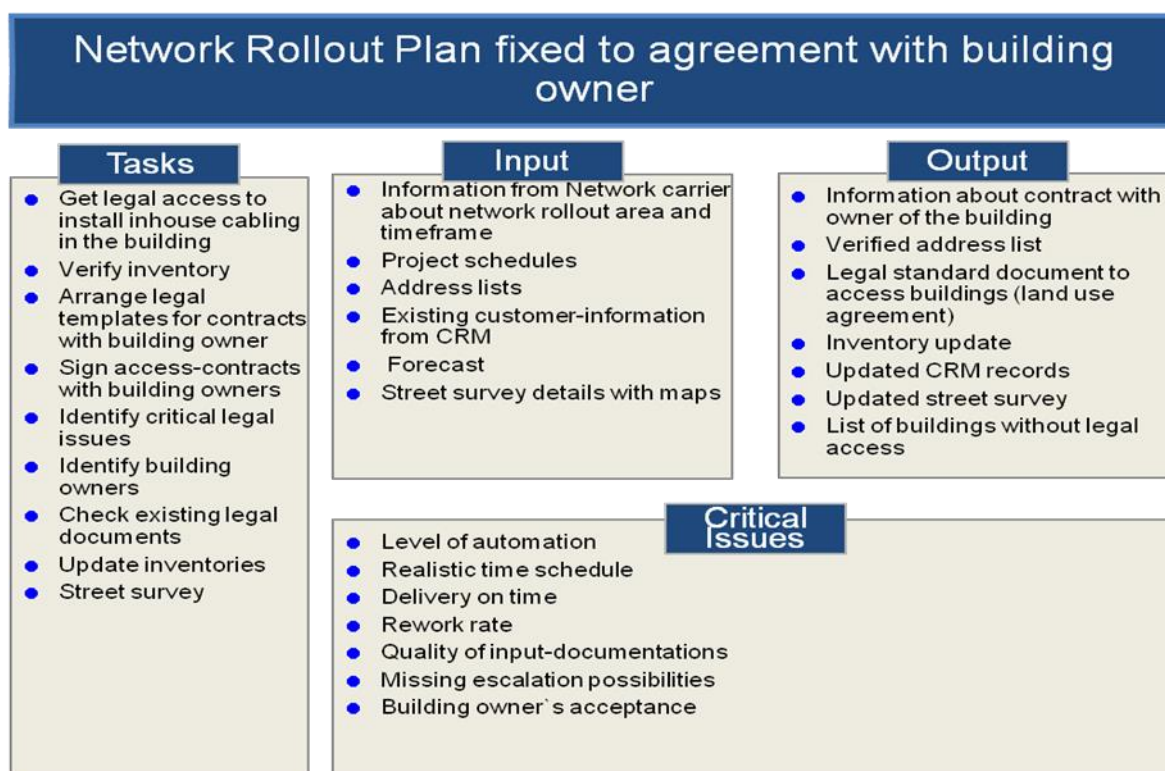 Network Rollout Plan fixed to agreement with building
owner
Tasks
Get legal access to
install inhouse cabling
in the building
Verify inventory
Arrange legal
templates for contracts
with building owner
Sign access-contracts
with building owners
Identify critical legal
issues
Identify building
owners
Check existing legal
documents
Update inventories
Street survey
Input
Information from Network carrier
about network rollout area and
timeframe
Project schedules
Address lists
Existing customer-information
from CRM
Forecast
Street survey details with maps
Output
Information about contract with
owner of the building
Verified address list
Legal standard document to
access buildings (land use
agreement)
Inventory update
Updated CRM records
Updated street survey
List of buildings without legal
access
Critical
Issues
Level of automation
Realistic time schedule
Delivery on time
Rework rate
Quality of input-documentations
Missing escalation possibilities
Building owner`s acceptance